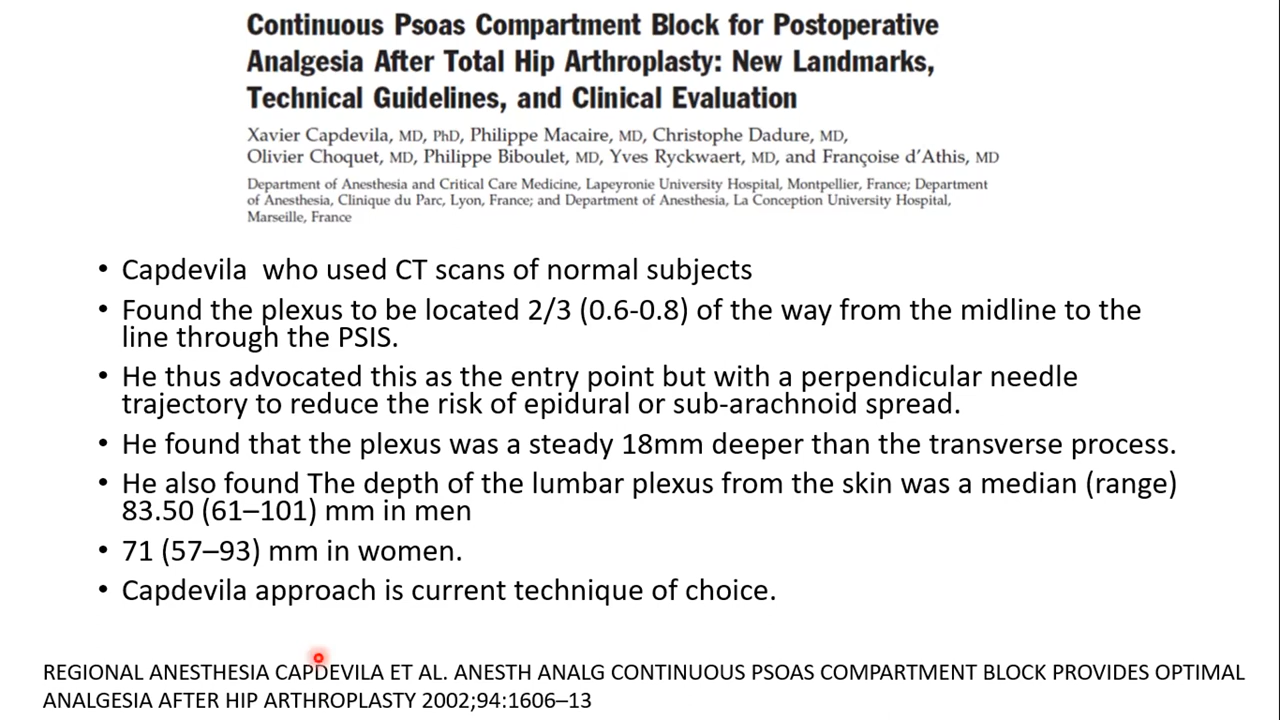 Continuous Psoas Compartment Block for Postoperative
Analgesia After Total Hip Arthroplasty: New Landmarks,
Technical Guidelines, and Clinical Evaluation
Xavier Capdevila, MD, PhD, Philippe Macaire, MD, Christophe Dadure, MD,
Olivier Choquet, MD, Philippe Biboulet, MD, Yves Ryckwaert, MD, and Françoise d'Athis, MD
Department of Anesthesia and Critical Care Medicine, Lapeyronie University Hospital, Montpellier, France; Department
of Anesthesia, Clinique du Parc, Lyon, France; and Department of Anesthesia, La Conception University Hospital,
Marseille, France
• Capdevila who used CT scans of normal subjects
• Found the plexus to be located 2/3 (0.6-0.8) of the way from the midline to the
line through the PSIS.
• He thus advocated this as the entry point but with a perpendicular needle
trajectory to reduce the risk of epidural or sub-arachnoid spread.
• He found that the plexus was a steady 18mm deeper than the transverse process.
• He also found The depth of the lumbar plexus from the skin was a median (range)
83.50 (61–101) mm in men
• 71 (57–93) mm in women.
• Capdevila approach is current technique of choice.
REGIONAL ANESTHESIA CAPDEVILA ET AL. ANESTH ANALG CONTINUOUS PSOAS COMPARTMENT BLOCK PROVIDES OPTIMAL
ANALGESIA AFTER HIP ARTHROPLASTY 2002;94:1606–13